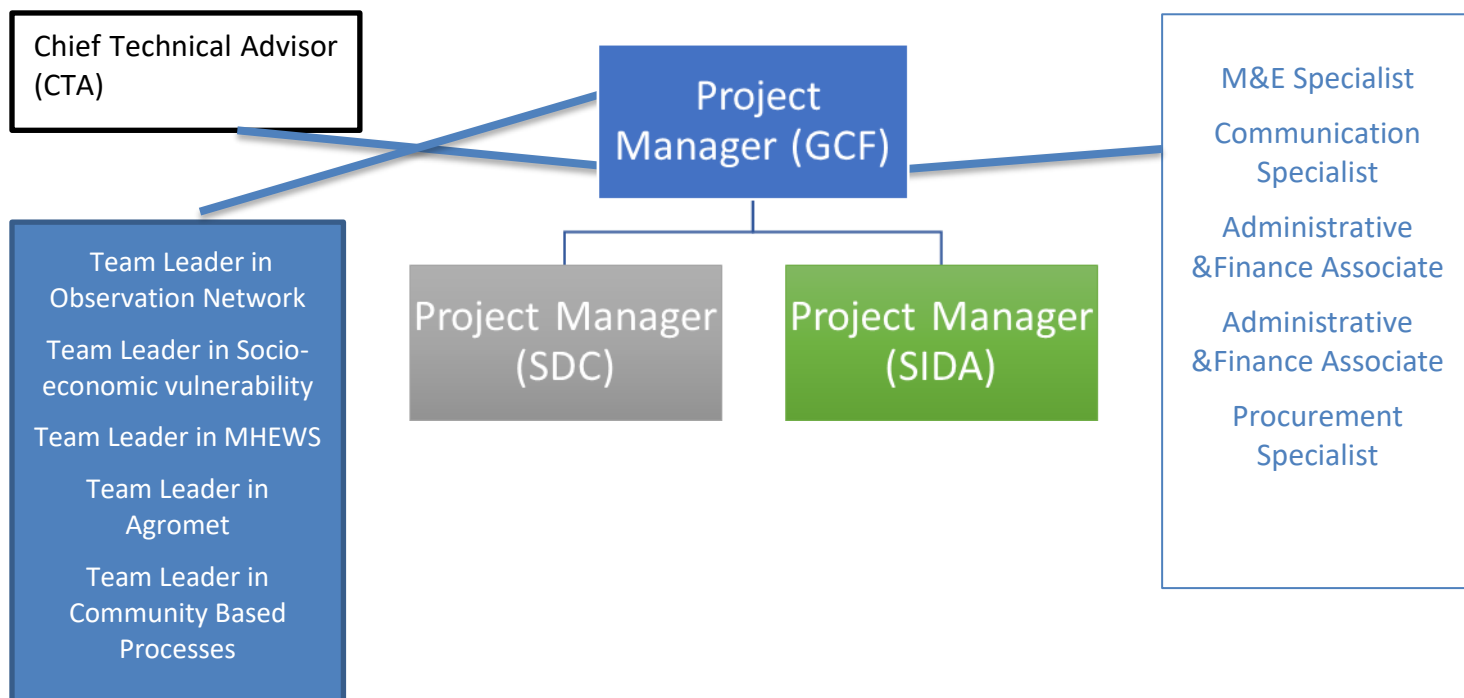 Chief Technical Advisor
(CTA)
Project
Manager (GCF)
Project Manager
(SDC)
Project Manager
(SIDA)
Team Leader in
Observation Network
Team Leader in Socio-
economic vulnerability
Team Leader in MHEWS
Team Leader in
Agromet
Team Leader in
Community Based
Processes
M&E Specialist
Communication
Specialist
Administrative
&Finance Associate
Administrative
&Finance Associate
Procurement
Specialist